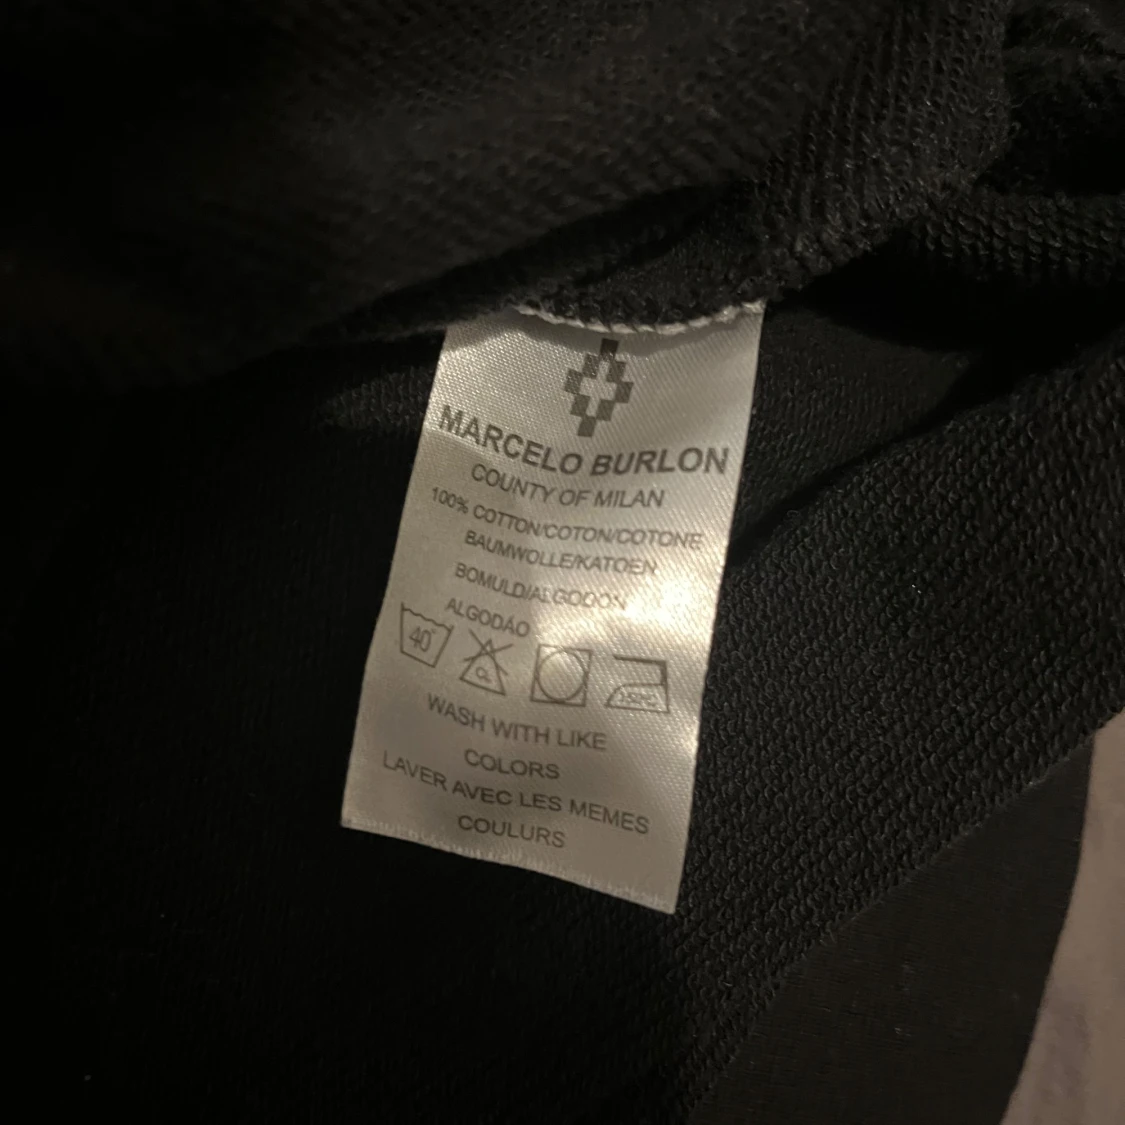 MARCELO BURLON
COUNTY OF MILAN
100% COTTON/COTON/COTONE
BAUMWOLLE/KATOEN
BOMULD/ALGODON
ALGODÃO
40° CL
WASH WITH LIKE
COLORS
LAVER AVEC LES MEMES
COULURS